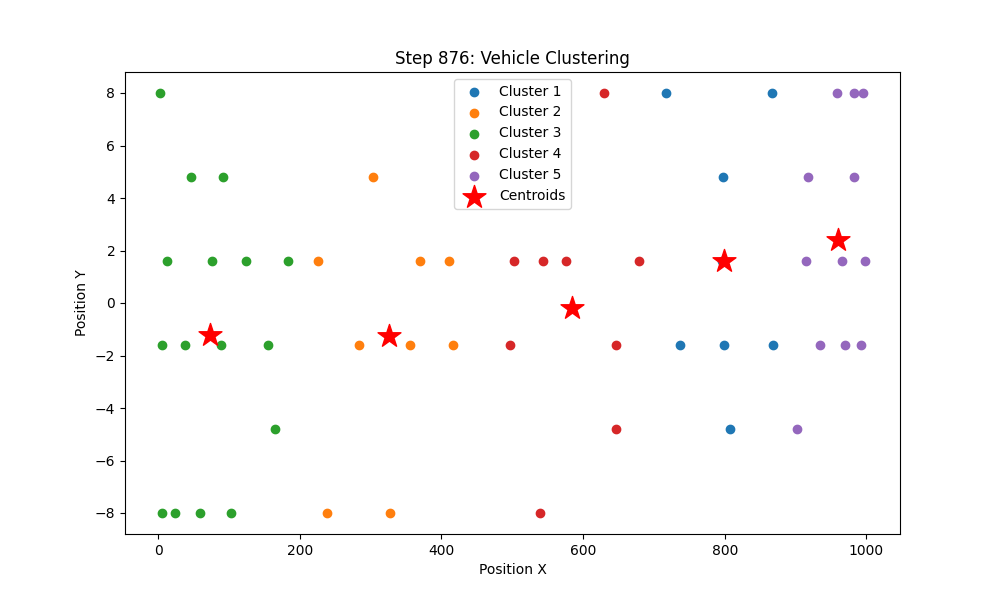 Step 876: Vehicle Clustering
Cluster 1
Cluster 2
Cluster 3
Cluster 4
Cluster 5
Centroids
Position Y
8
6
4
2
0
−2
−4
−6
−8
0 200 400 600 800 1000
Position X